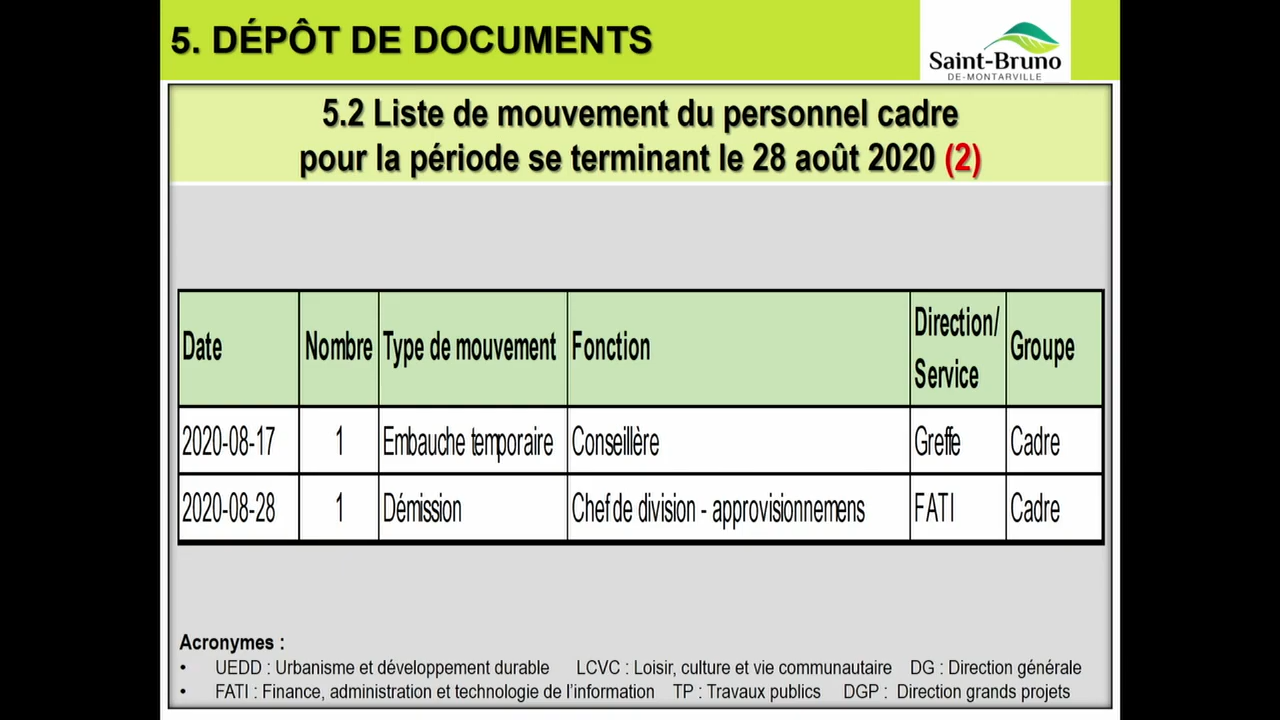 5. DÉPÔT DE DOCUMENTS
Saint-Bruno
DE-MONTARVILLE
5.2 Liste de mouvement du personnel cadre
pour la période se terminant le 28 août 2020 (2)
Date Nombre Type de mouvement Fonction Direction/ Service Groupe
2020-08-17 1 Embauche temporaire Conseillère Greffe Cadre
2020-08-28 1 Démission Chef de division - approvisionnemens FATI Cadre
Acronymes :
• UEDD : Urbanisme et développement durable LCVC : Loisir, culture et vie communautaire DG : Direction générale
• FATI : Finance, administration et technologie de l'information TP : Travaux publics DGP : Direction grands projets